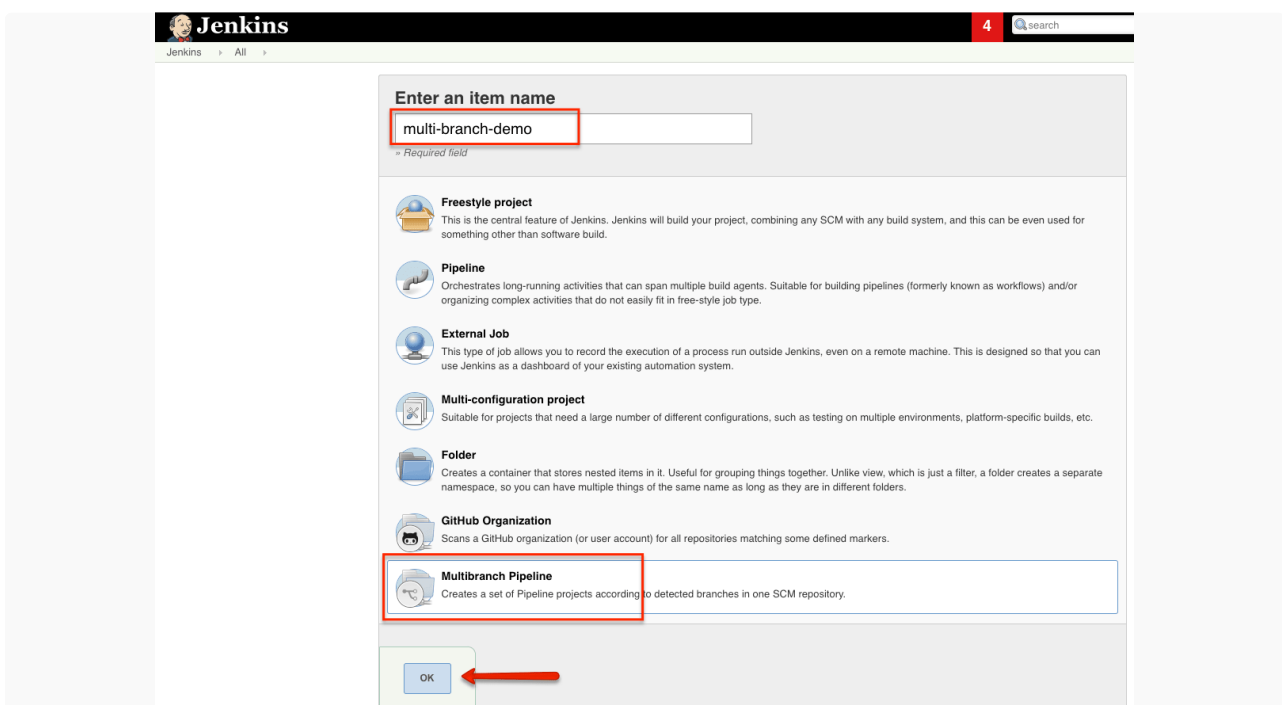 Jenkins
4
search
Jenkins
All
Enter an item name
multi-branch-demo
» Required field
Freestyle project
This is the central feature of Jenkins. Jenkins will build your project, combining any SCM with any build system, and this can be even used for
something other than software build.
Pipeline
Orchestrates long-running activities that can span multiple build agents. Suitable for building pipelines (formerly known as workflows) and/or
organizing complex activities that do not easily fit in free-style job type.
External Job
This type of job allows you to record the execution of a process run outside Jenkins, even on a remote machine. This is designed so that you can
use Jenkins as a dashboard of your existing automation system.
Multi-configuration project
Suitable for projects that need a large number of different configurations, such as testing on multiple environments, platform-specific builds, etc.
Folder
Creates a container that stores nested items in it. Useful for grouping things together. Unlike view, which is just a filter, a folder creates a separate
namespace, so you can have multiple things of the same name as long as they are in different folders.
GitHub Organization
Scans a GitHub organization (or user account) for all repositories matching some defined markers.
Multibranch Pipeline
Creates a set of Pipeline projects according to detected branches in one SCM repository.
OK